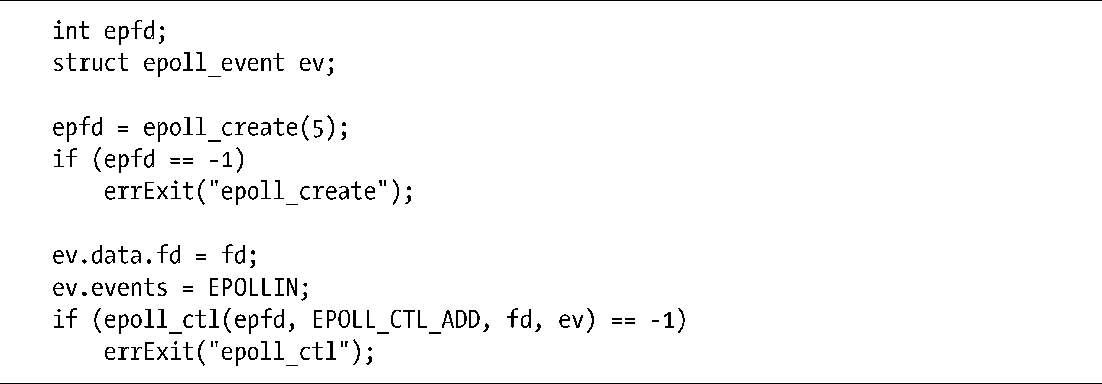 int epfd;
struct epoll_event ev;
epfd = epoll_create(5);
if (epfd == -1)
errExit("epoll_create");
ev.data.fd = fd;
ev.events = EPOLLIN;
if (epoll_ctl(epfd, EPOLL_CTL_ADD, fd, ev) == -1)
errExit("epoll_ctl");